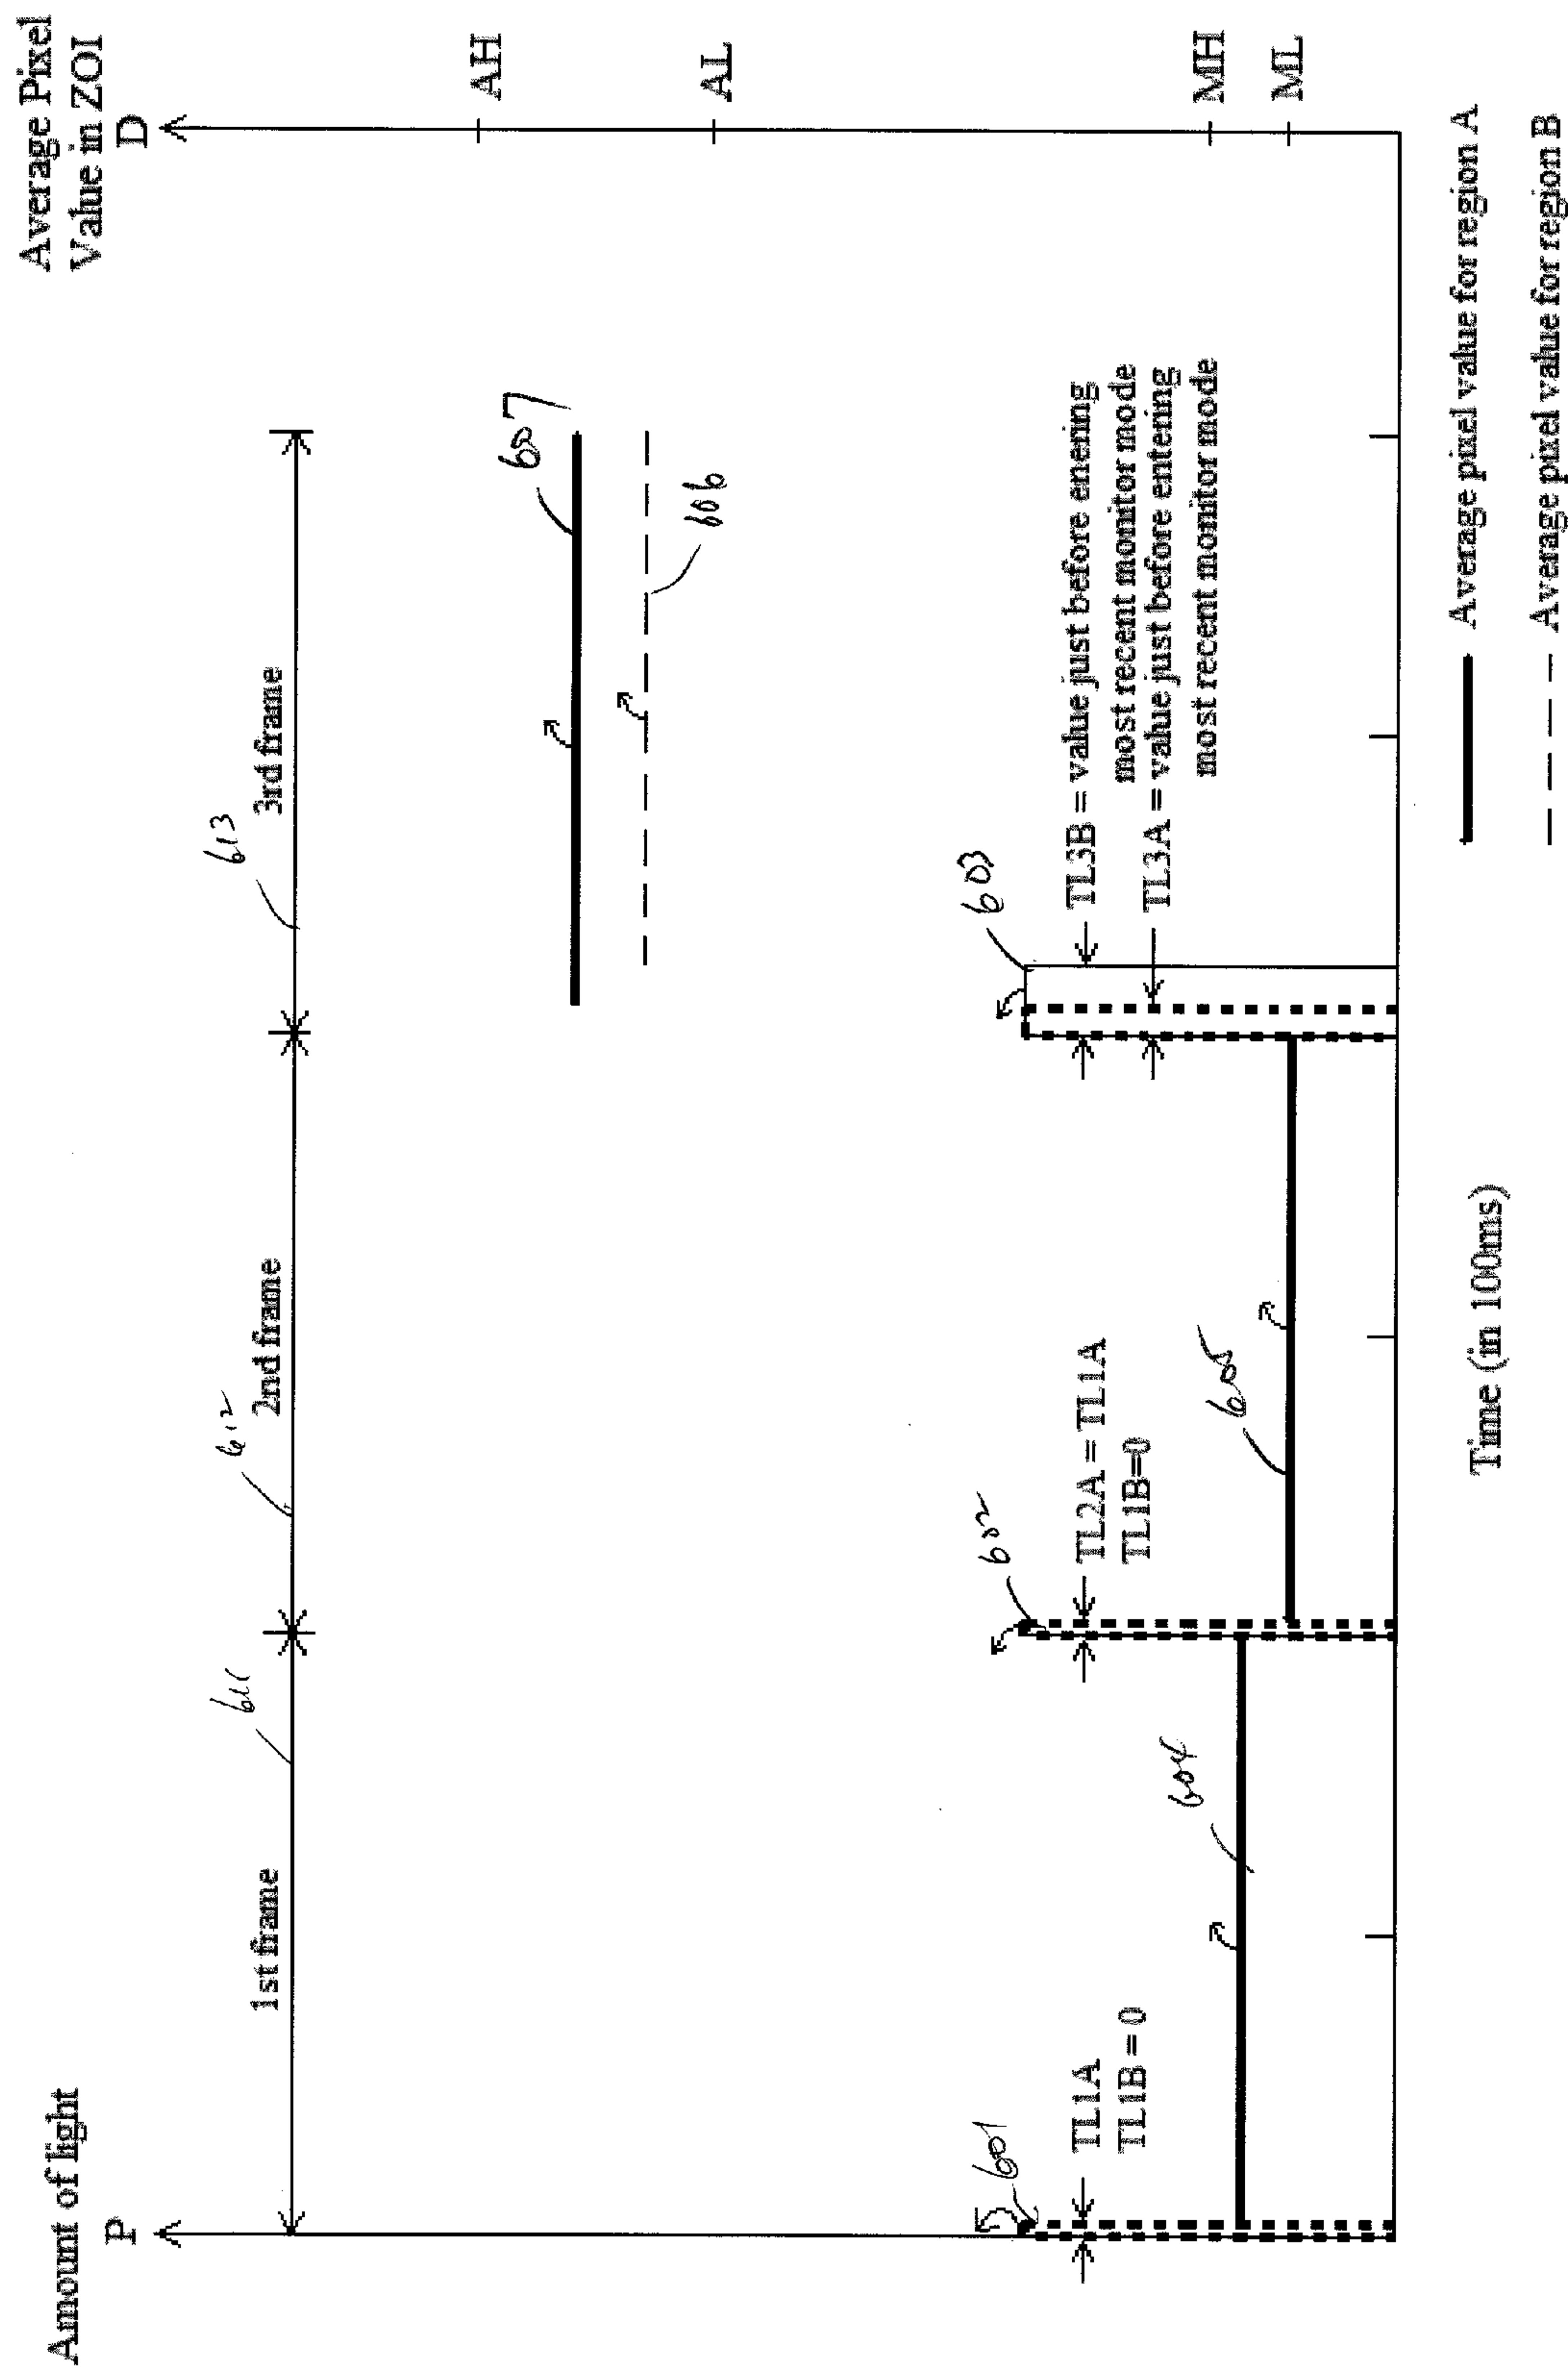 Amount of light
P
Average Pixel
Value in ZOI
D
611
612
613
1st frame
2nd frame
3rd frame
AH
AL
MH
ML
607
606
601
602
603
TL1A
TL1B = 0
TL2A = TL1A
TL1B=0
TL3B = value just before enering
most recent monitor mode
TL3A = value just before entering
most recent monitor mode
604
605
Time (in 100ms)
Average pixel value for region A
Average pixel value for region B